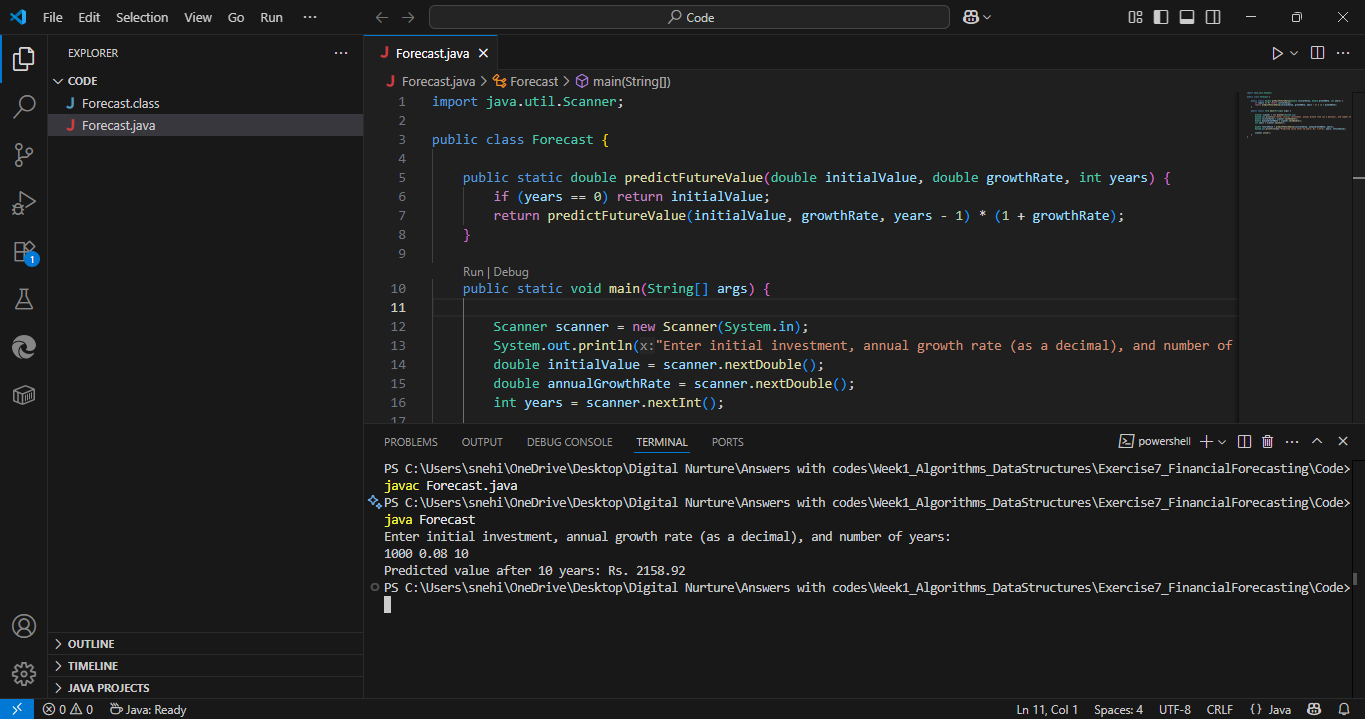 File Edit Selection View Go Run ··· Code
EXPLORER ···
CODE
J Forecast.class
J Forecast.java
OUTLINE
TIMELINE
JAVA PROJECTS
J Forecast.java
J Forecast.java > Forecast > main(String[])
1 import java.util.Scanner;
2
3 public class Forecast {
4
5 public static double predictFutureValue(double initialValue, double growthRate, int years) {
6 if (years == 0) return initialValue;
7 return predictFutureValue(initialValue, growthRate, years - 1) * (1 + growthRate);
8 }
9
Run | Debug
10 public static void main(String[] args) {
11
12 Scanner scanner = new Scanner(System.in);
13 System.out.println(x:"Enter initial investment, annual growth rate (as a decimal), and number of
14 double initialValue = scanner.nextDouble();
15 double annualGrowthRate = scanner.nextDouble();
16 int years = scanner.nextInt();
17
PROBLEMS OUTPUT DEBUG CONSOLE TERMINAL PORTS powershell ···
PS C:\Users\snehi\OneDrive\Desktop\Digital Nurture\Answers with codes\Week1_Algorithms_DataStructures\Exercise7_FinancialForecasting\Code>
javac Forecast.java
PS C:\Users\snehi\OneDrive\Desktop\Digital Nurture\Answers with codes\Week1_Algorithms_DataStructures\Exercise7_FinancialForecasting\Code>
java Forecast
Enter initial investment, annual growth rate (as a decimal), and number of years:
1000 0.08 10
Predicted value after 10 years: Rs. 2158.92
PS C:\Users\snehi\OneDrive\Desktop\Digital Nurture\Answers with codes\Week1_Algorithms_DataStructures\Exercise7_FinancialForecasting\Code>
1
0 0 Java: Ready Ln 11, Col 1 Spaces: 4 UTF-8 CRLF {} Java